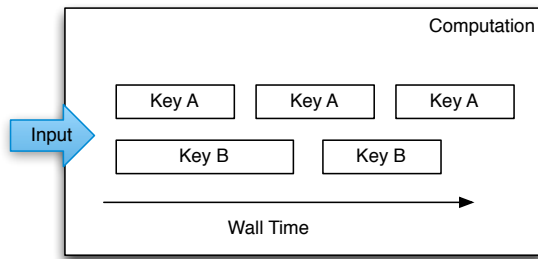 Computation
Key A Key A Key A
Input
Key B Key B
Wall Time